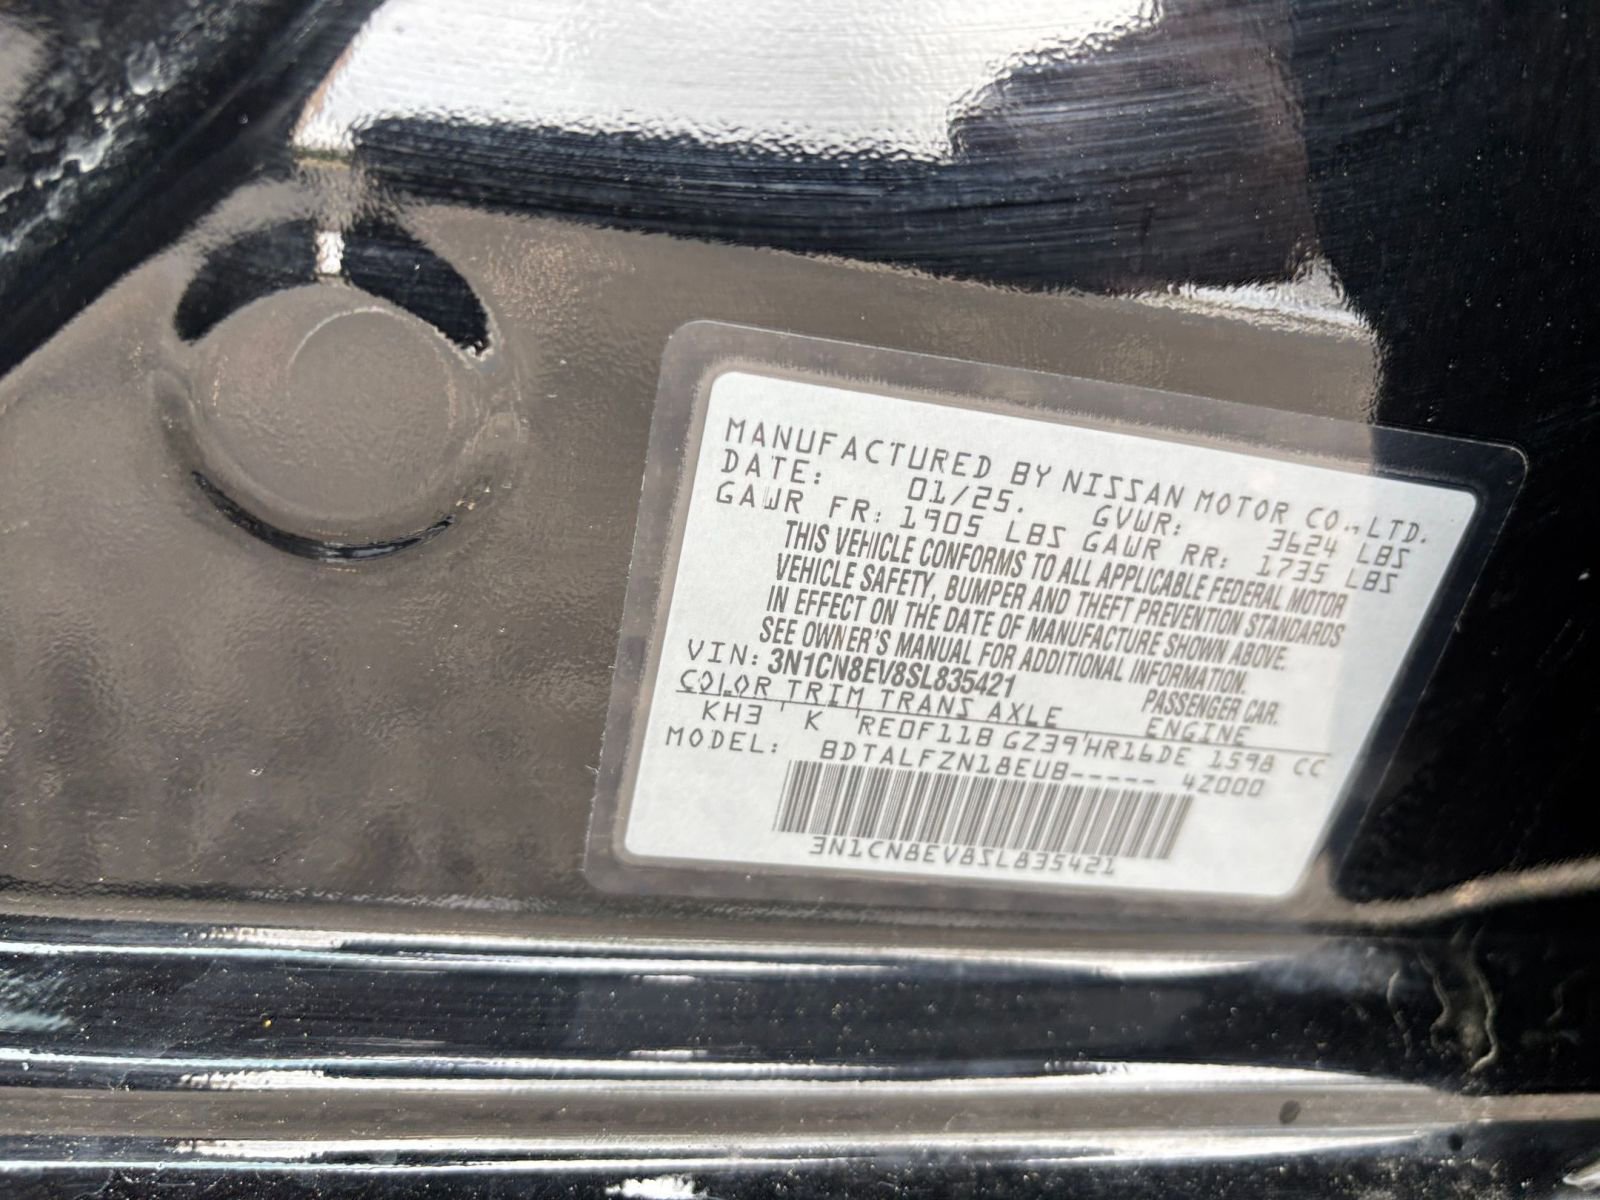 MANUFACTURED BY NISSAN MOTOR CO., LTD.
DATE: 01/25. GVWR: 3624 LBS
GAWR FR: 1905 LBS GAWR RR: 1735 LBS
THIS VEHICLE CONFORMS TO ALL APPLICABLE FEDERAL MOTOR
VEHICLE SAFETY, BUMPER AND THEFT PREVENTION STANDARDS
IN EFFECT ON THE DATE OF MANUFACTURE SHOWN ABOVE.
SEE OWNER'S MANUAL FOR ADDITIONAL INFORMATION.
VIN: 3N1CN8EV8SL835421 PASSENGER CAR.
COLOR TRIM TRANS AXLE ENGINE
KH3 K RE0F11B GZ39 HR16DE 1598 CC
MODEL: BDTALFZN18EUB----- 4Z000
3N1CN8EV8SL835421